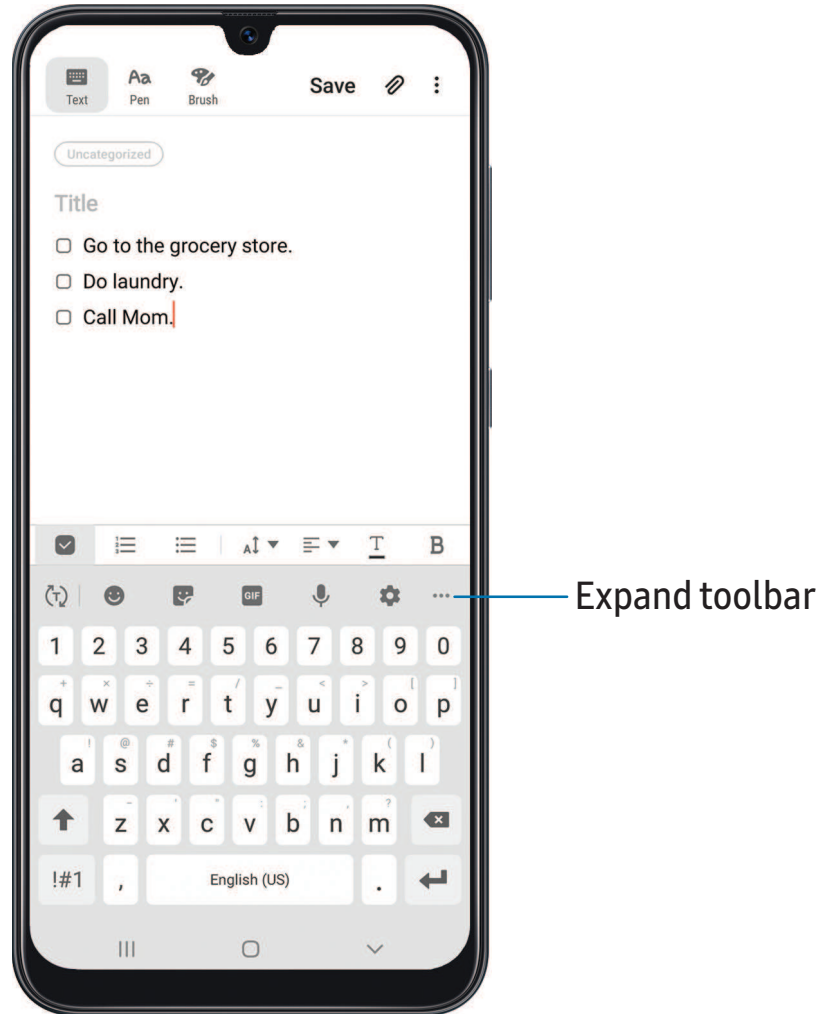 Text
Aa
Pen
Brush
Save
Uncategorized
Title
Go to the grocery store.
Do laundry.
Call Mom.
A T B
T GIF
Expand toolbar
1 2 3 4 5 6 7 8 9 0
+ × ÷ = / _ < > [ ]
q w e r t y u i o p
! @ # $ % & * ( )
a s d f g h j k l
- ' " : ; , ?
z x c v b n m
!#1 , English (US) .